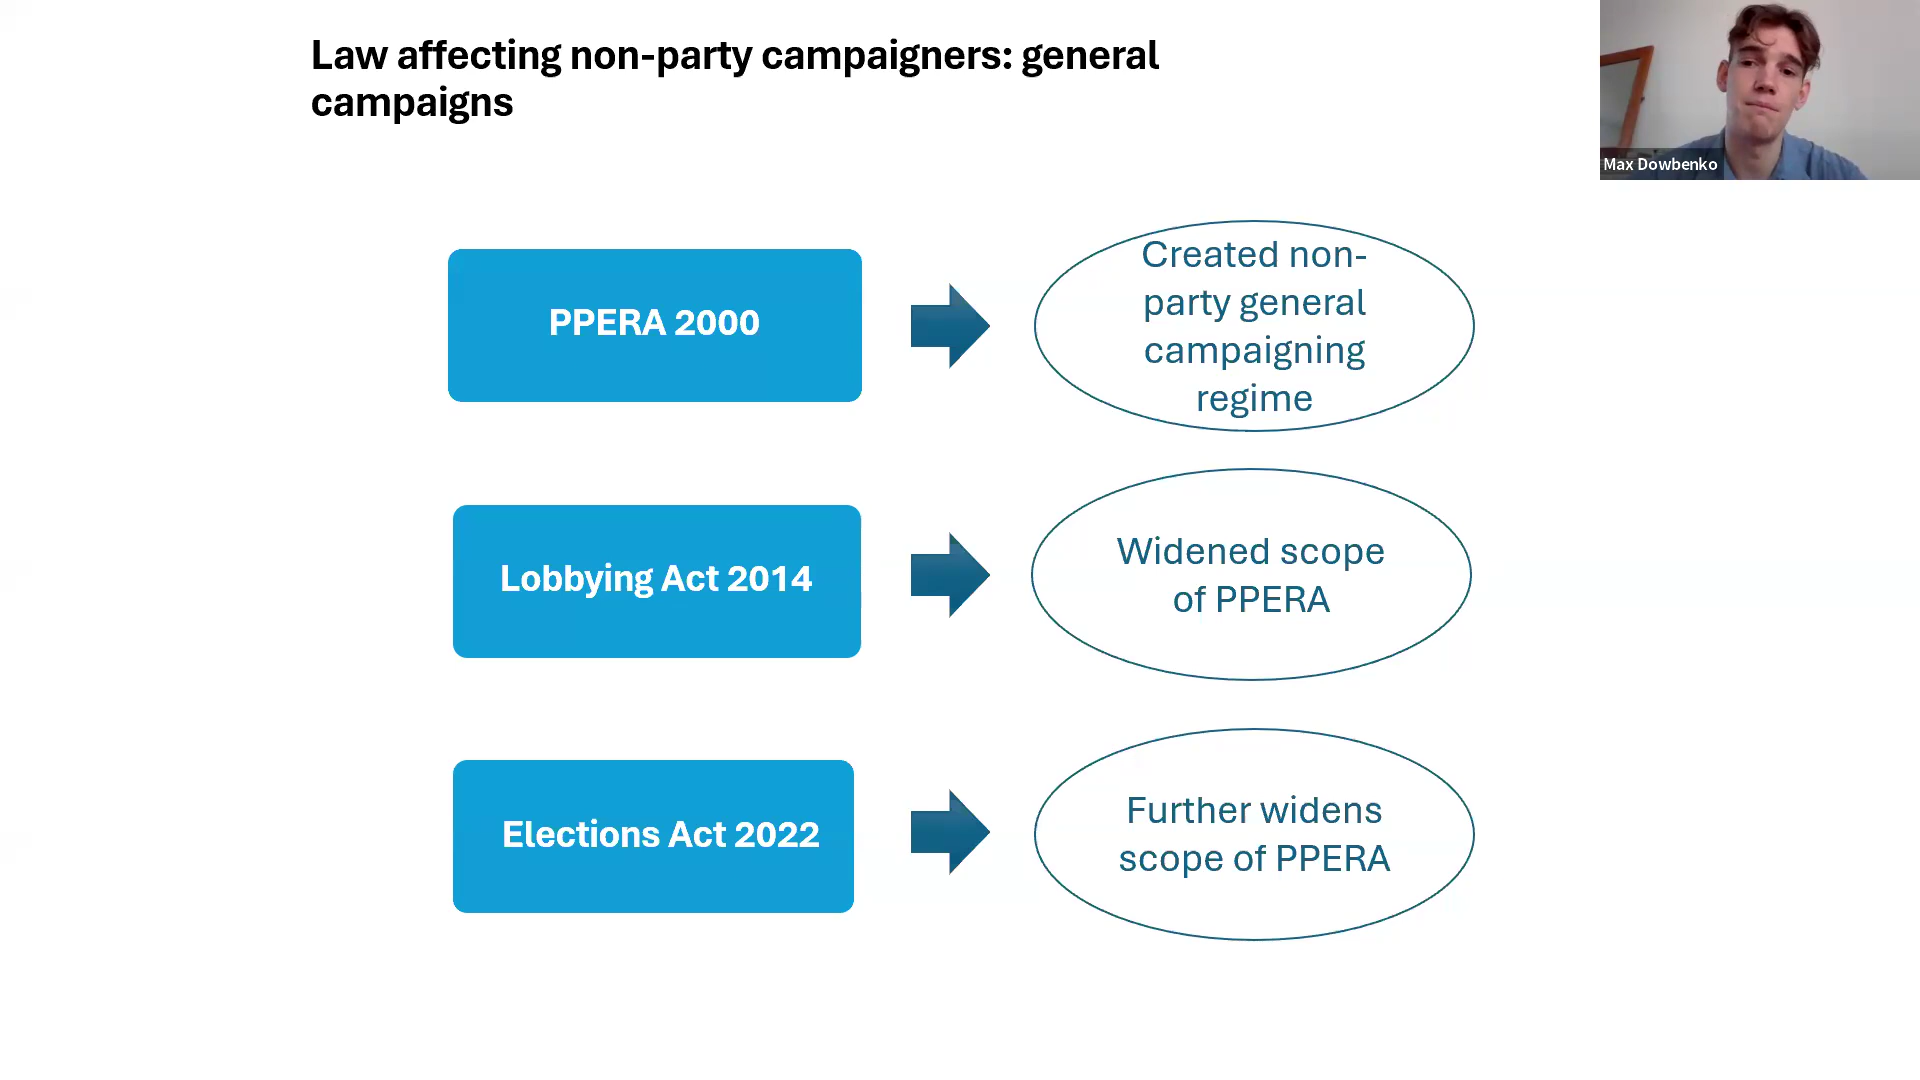 Law affecting non-party campaigners: general
campaigns
Max Dowbenko
PPERA 2000
Created non-
party general
campaigning
regime
Lobbying Act 2014
Widened scope
of PPERA
Elections Act 2022
Further widens
scope of PPERA